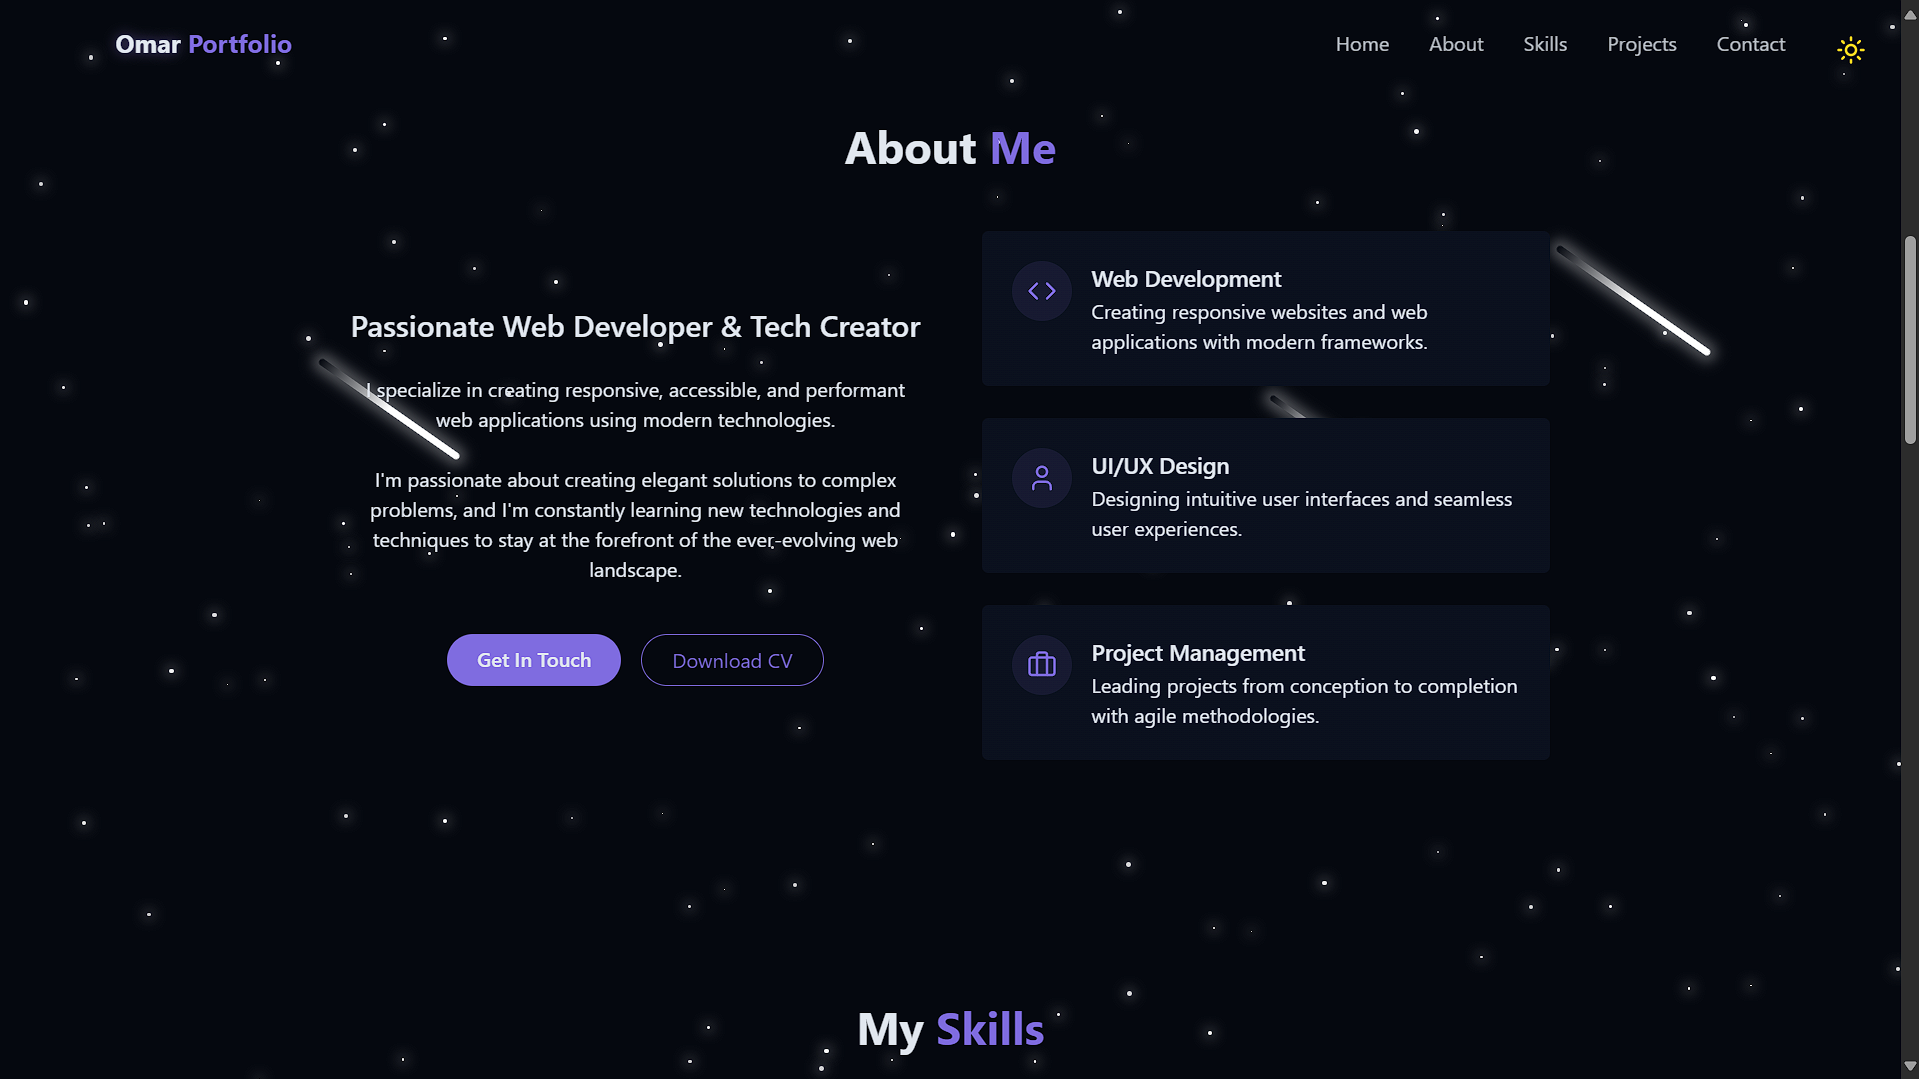 Omar Portfolio
Home About Skills Projects Contact
About Me
Passionate Web Developer & Tech Creator
I specialize in creating responsive, accessible, and performant
web applications using modern technologies.
I'm passionate about creating elegant solutions to complex
problems, and I'm constantly learning new technologies and
techniques to stay at the forefront of the ever-evolving web
landscape.
Get In Touch
Download CV
Web Development
Creating responsive websites and web
applications with modern frameworks.
UI/UX Design
Designing intuitive user interfaces and seamless
user experiences.
Project Management
Leading projects from conception to completion
with agile methodologies.
My Skills